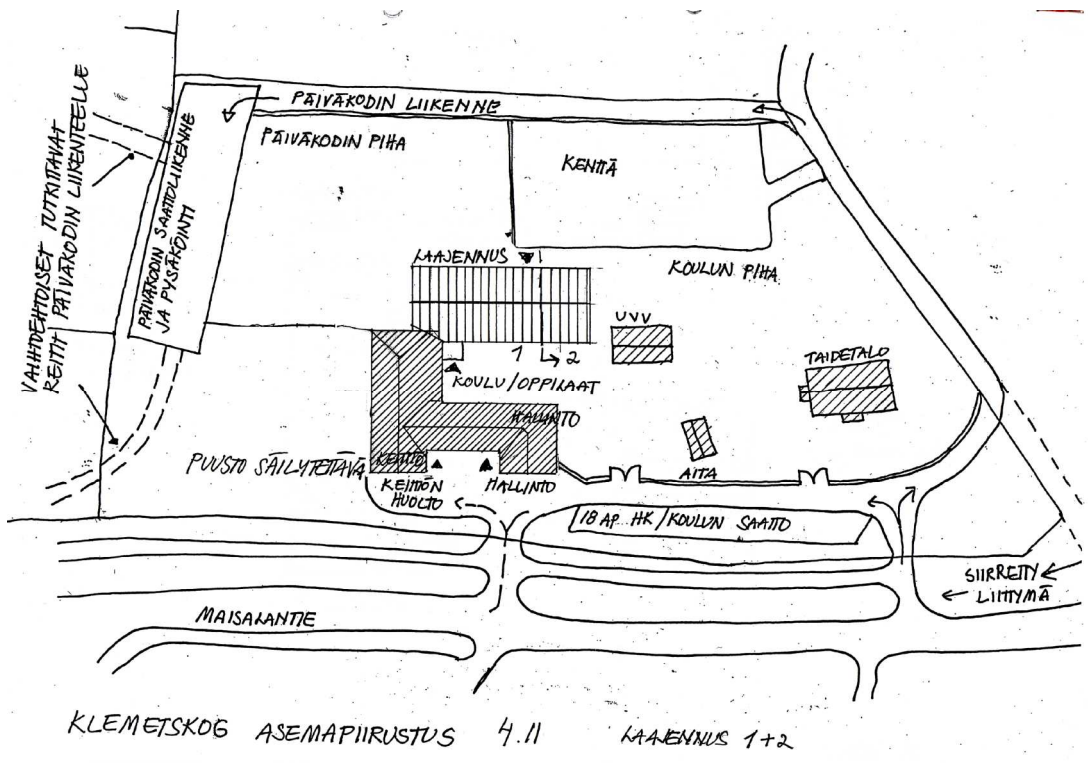 VAIHTOEHTOISET TUTKITTAVAT
REITIT PÄIVÄKODIN LIIKENTEELLE
PÄIVÄKODIN SAATTOLIIKENNE
JA PYSÄKÖINTI
PÄIVÄKODIN LIIKENNE
PÄIVÄKODIN PIHA
KENTTÄ
LAAJENNUS
KOULUN PIHA
UVV
1
2
KOULU/OPPILAAT
TAIDETALO
HALLINTO
KEITTIÖ
PUUSTO SÄILYTETTÄVÄ
KEITTIÖN
HUOLTO
HALLINTO
AITA
18 AP HK/KOULUN SAATTO
SIIRRETTY
LIITTYMÄ
MAISALANTIE
KLEMETSKOG ASEMAPIIRUSTUS 4.11 LAAJENNUS 1+2